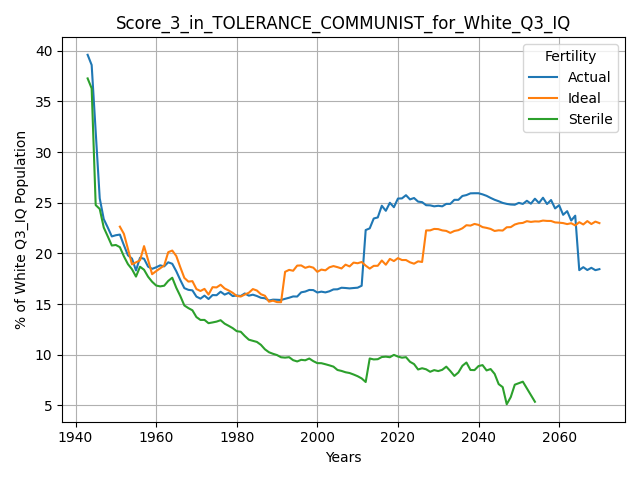 Score_3_in_TOLERANCE_COMMUNIST_for_White_Q3_IQ
Fertility
Actual
Ideal
Sterile
% of White Q3_IQ Population
40
35
30
25
20
15
10
5
1940 1960 1980 2000 2020 2040 2060
Years